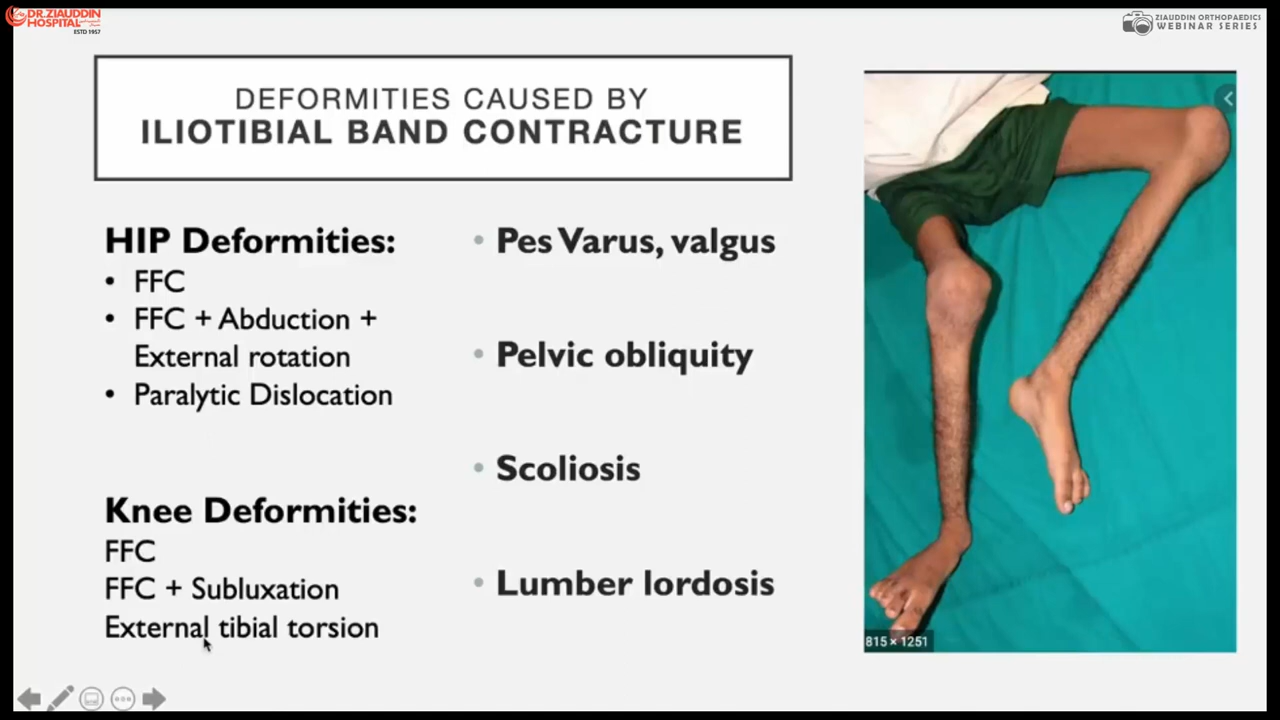 DR.ZIAUDDIN
HOSPITAL
ESTD 1957
ZIAUDDIN ORTHOPAEDICS
WEBINAR SERIES
DEFORMITIES CAUSED BY
ILIOTIBIAL BAND CONTRACTURE
HIP Deformities:
• FFC
• FFC + Abduction +
External rotation
• Paralytic Dislocation
Knee Deformities:
FFC
FFC + Subluxation
External tibial torsion
• Pes Varus, valgus
• Pelvic obliquity
• Scoliosis
• Lumber lordosis
815 × 1251